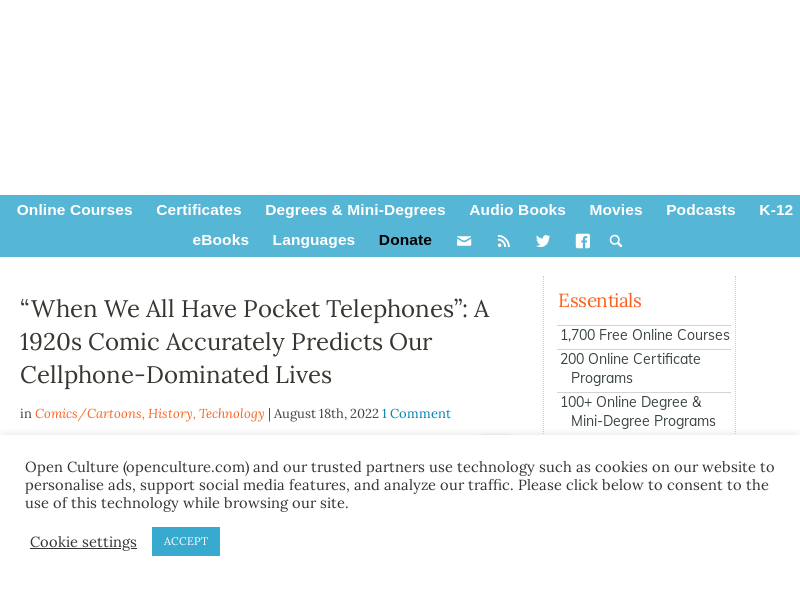 Online Courses Certificates Degrees & Mini-Degrees Audio Books Movies Podcasts K-12
eBooks Languages Donate
“When We All Have Pocket Telephones”: A
1920s Comic Accurately Predicts Our
Cellphone-Dominated Lives
in Comics/Cartoons, History, Technology | August 18th, 2022 1 Comment
Essentials
1,700 Free Online Courses
200 Online Certificate
Programs
100+ Online Degree &
Mini-Degree Programs
Open Culture (openculture.com) and our trusted partners use technology such as cookies on our website to
personalise ads, support social media features, and analyze our traffic. Please click below to consent to the
use of this technology while browsing our site.
Cookie settings ACCEPT